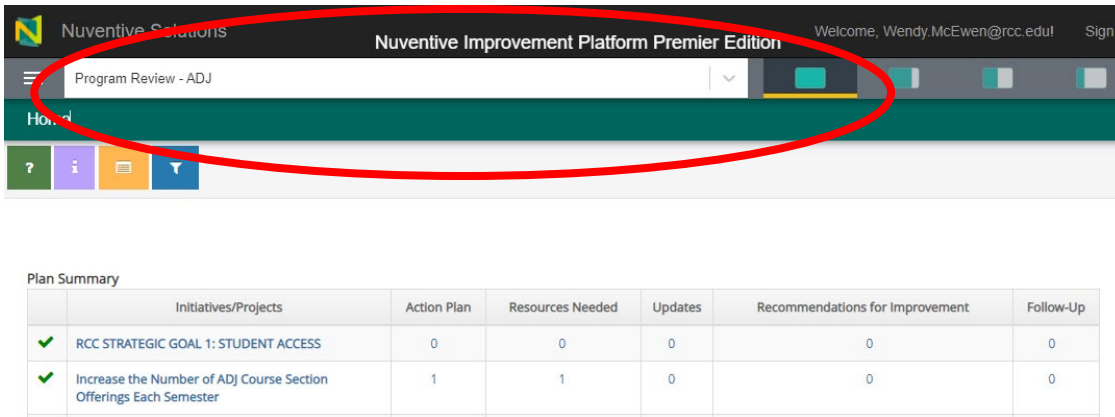 Nuventive Solutions
Nuventive Improvement Platform Premier Edition
Welcome, Wendy.McEwen@rcc.edu!
Sign
Program Review - ADJ
Home
?
i
Plan Summary
Initiatives/Projects Action Plan Resources Needed Updates Recommendations for Improvement Follow-Up
RCC STRATEGIC GOAL 1: STUDENT ACCESS 0 0 0 0 0
Increase the Number of ADJ Course Section 1 1 0 0 0
Offerings Each Semester